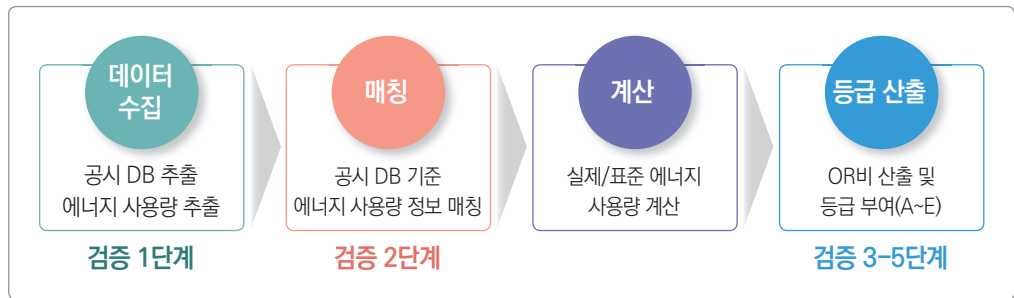 데이터
수집
공시 DB 추출
에너지 사용량 추출
검증 1단계
매칭
공시 DB 기준
에너지 사용량 정보 매칭
검증 2단계
계산
실제/표준 에너지
사용량 계산
등급 산출
OR비 산출 및
등급 부여(A~E)
검증 3-5단계